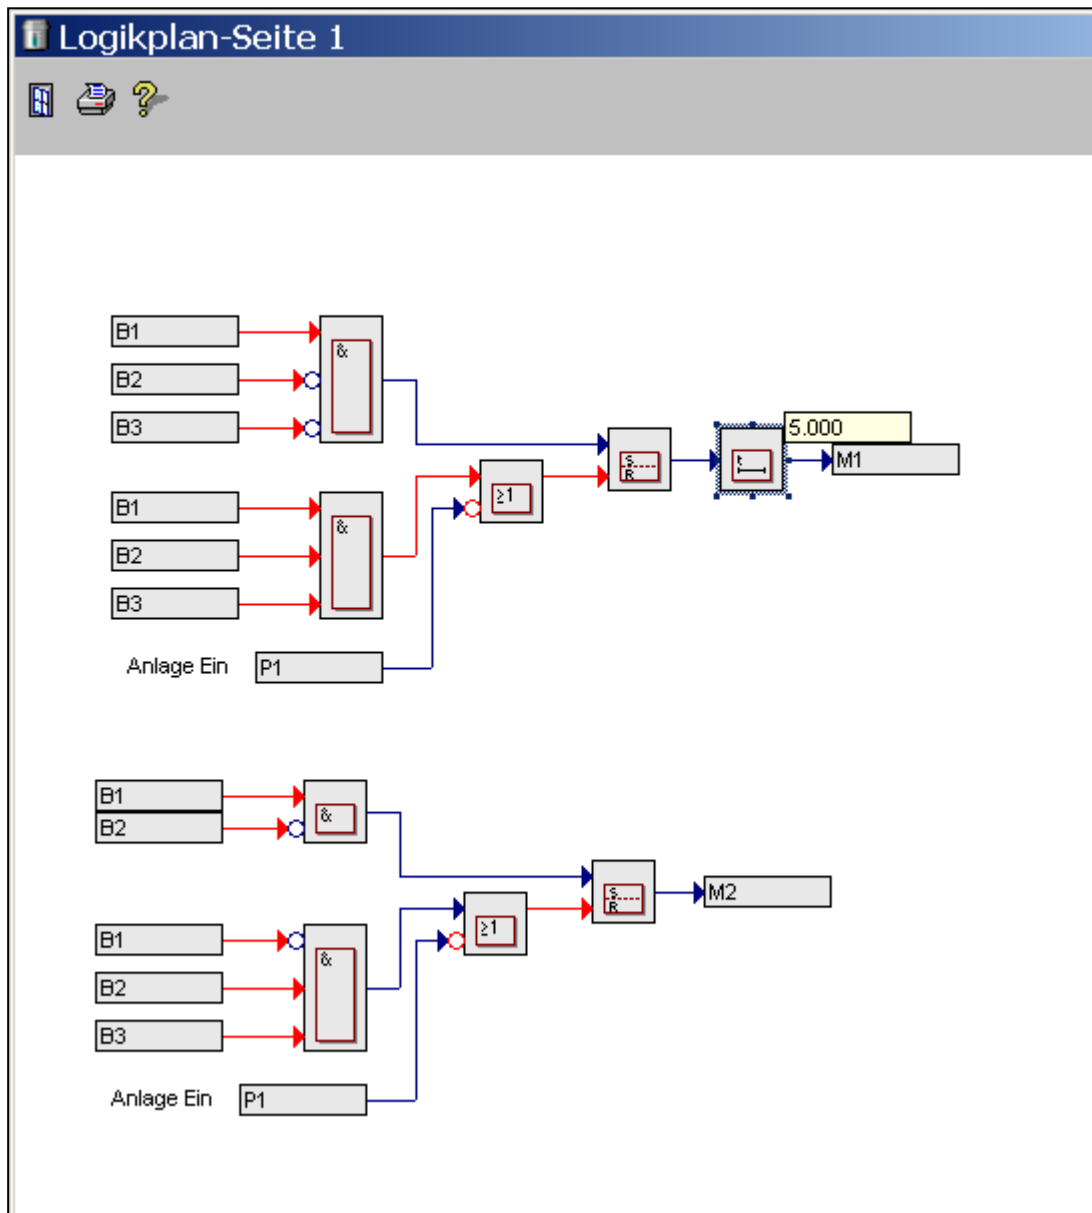 Logikplan-Seite 1
B1
&
B2
B3
5.000
S
R
t
M1
B1
&
≥1
B2
B3
Anlage Ein P1
B1
&
B2
S
R
M2
B1
&
≥1
B2
B3
Anlage Ein P1